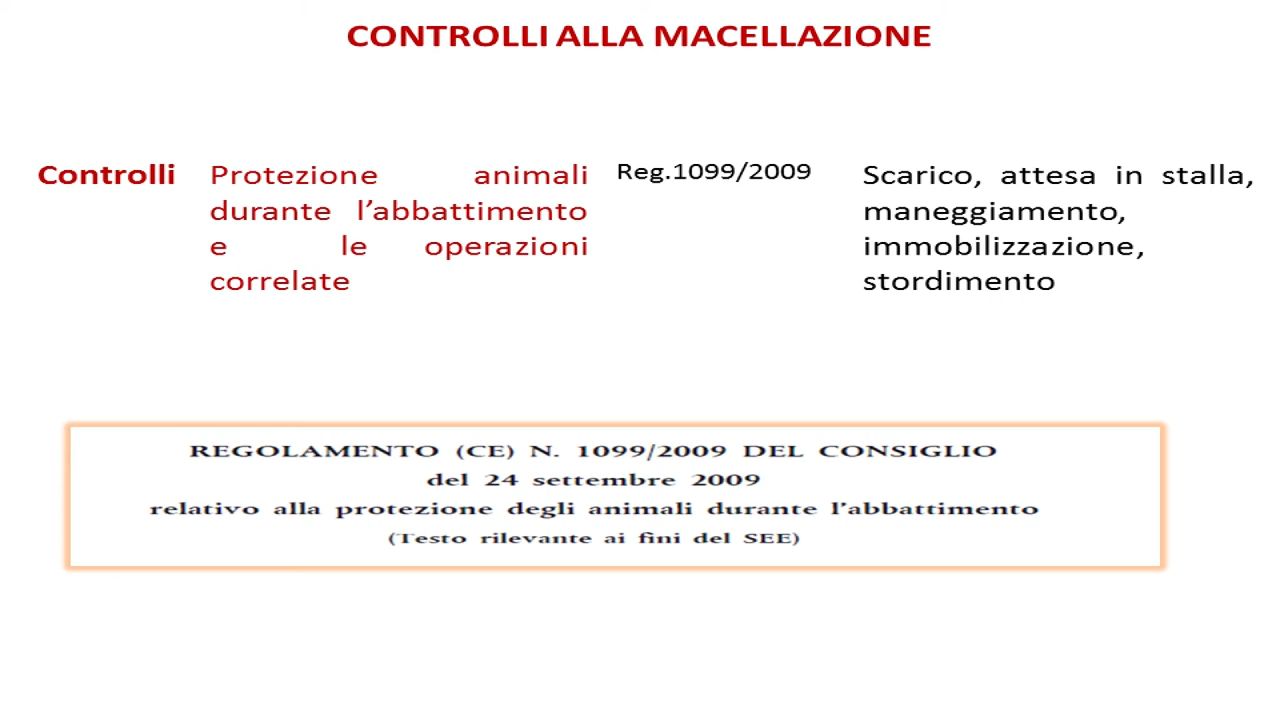 CONTROLLI ALLA MACELLAZIONE
Controlli
Protezione animali
durante l'abbattimento
e le operazioni
correlate
Reg.1099/2009
Scarico, attesa in stalla,
maneggiamento,
immobilizzazione,
stordimento
REGOLAMENTO (CE) N. 1099/2009 DEL CONSIGLIO
del 24 settembre 2009
relativo alla protezione degli animali durante l'abbattimento
(Testo rilevante ai fini del SEE)